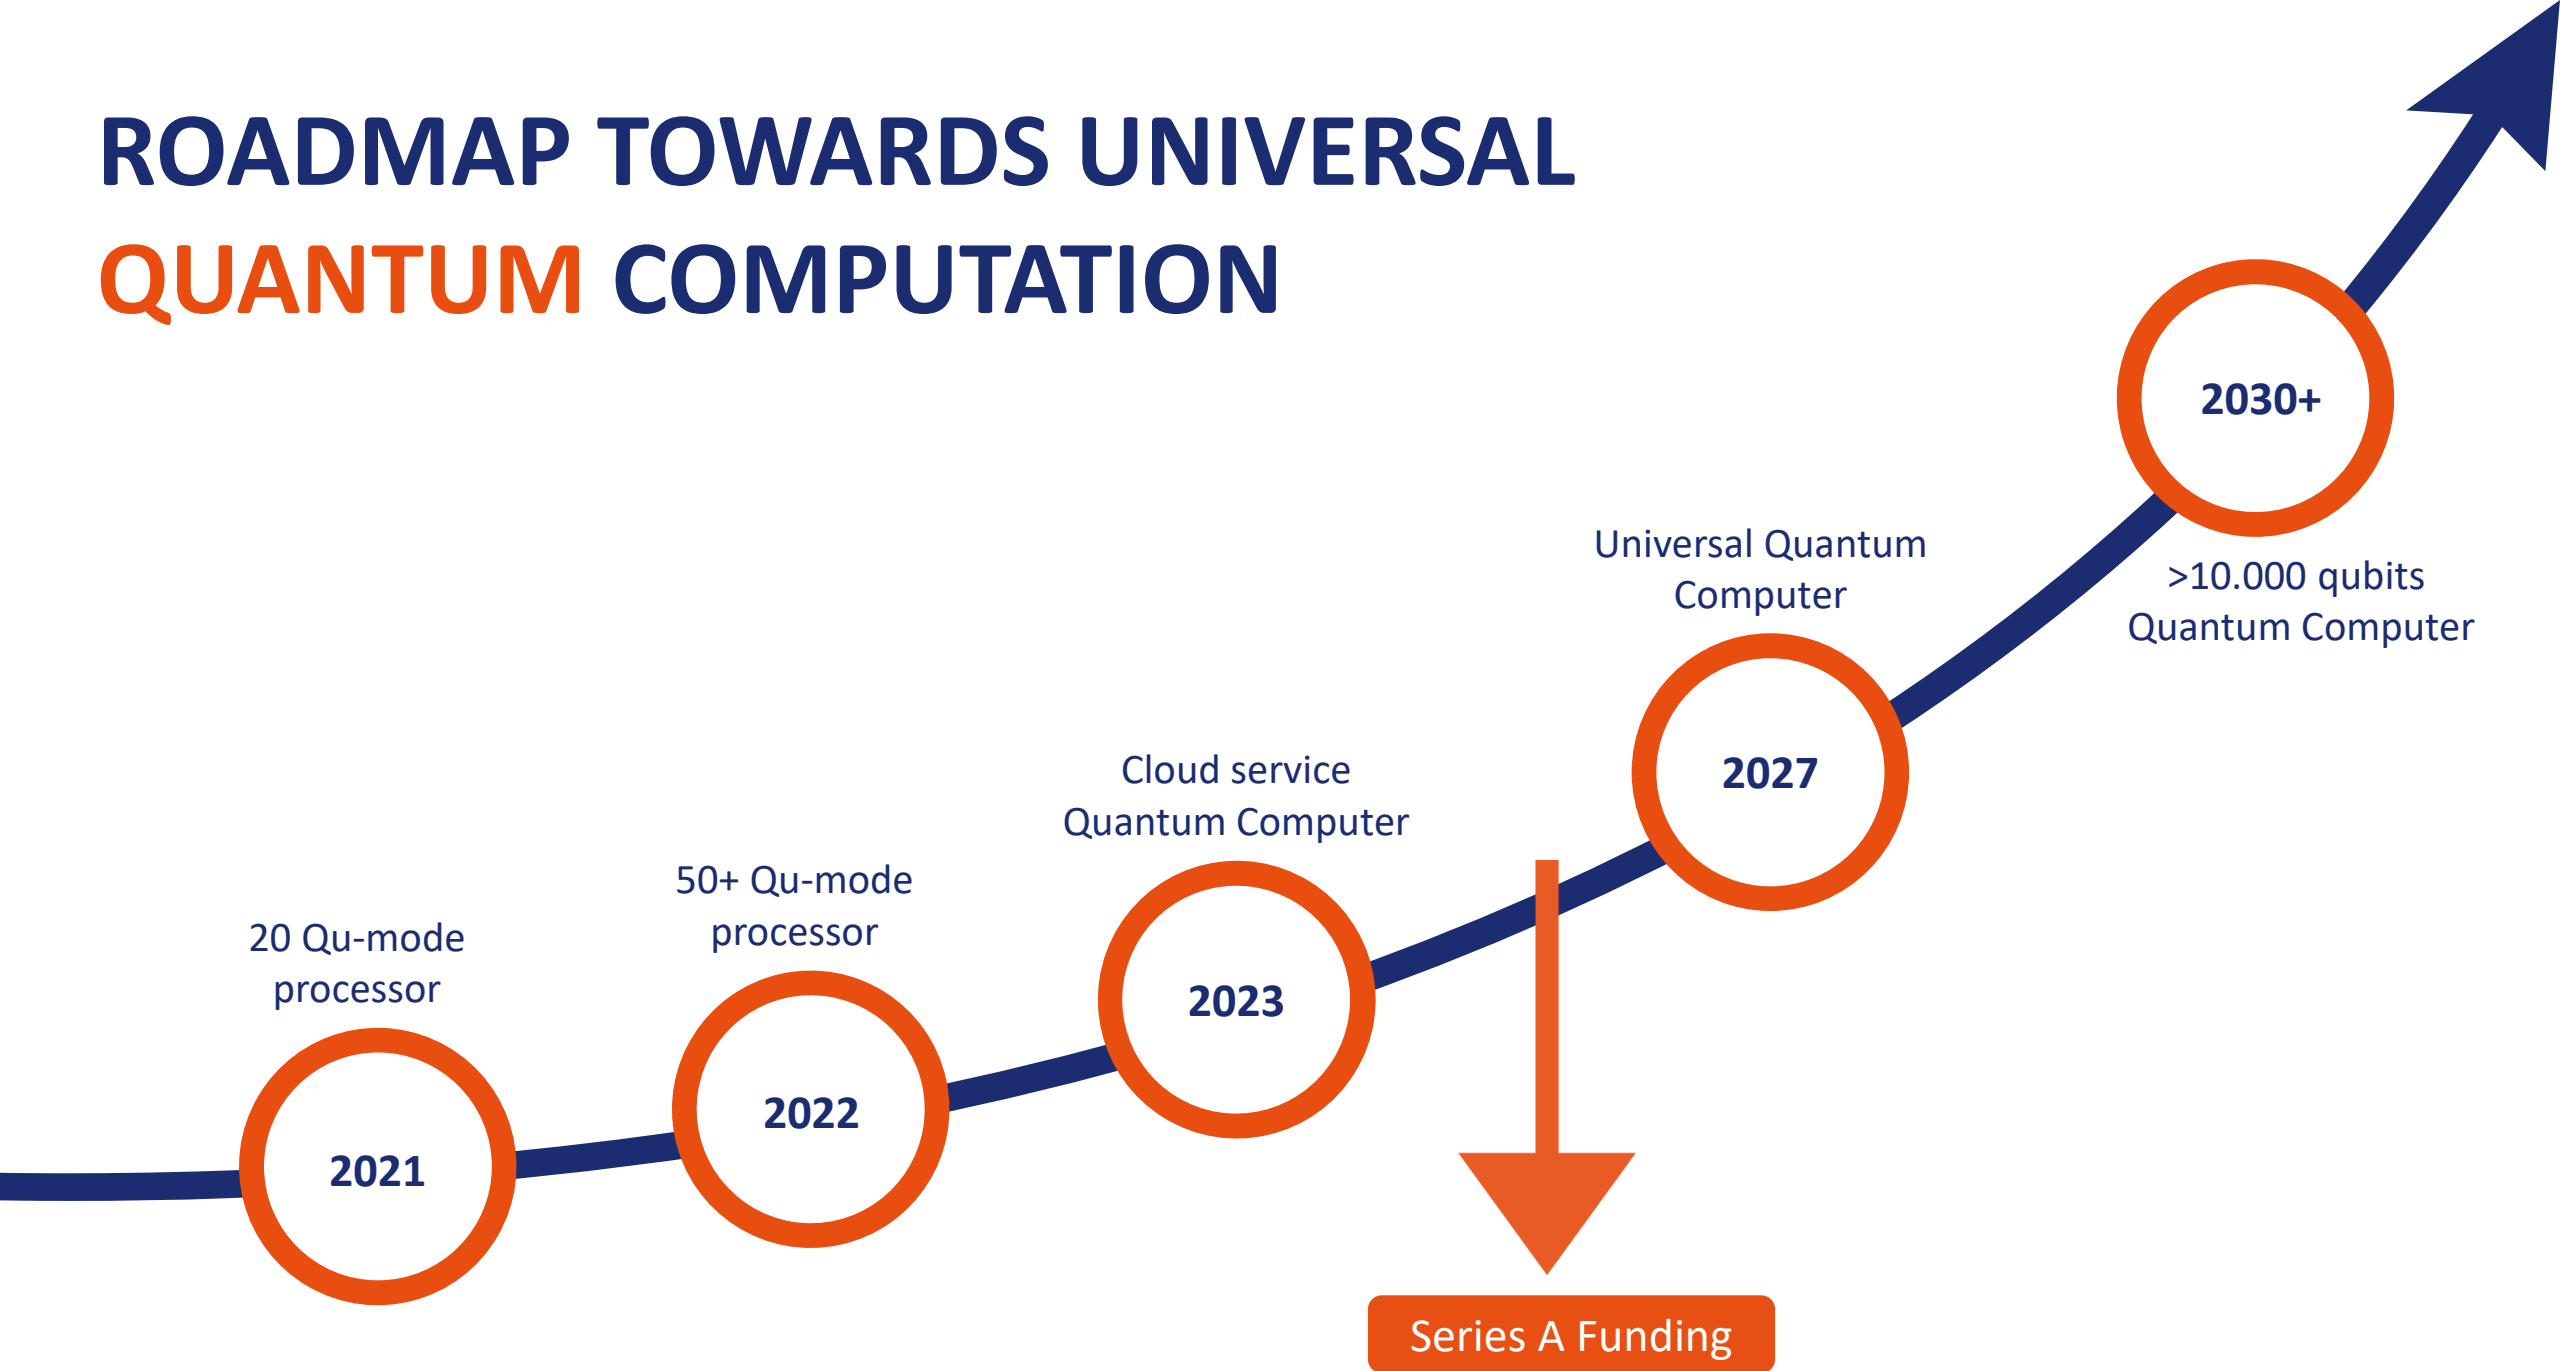 ROADMAP TOWARDS UNIVERSAL
QUANTUM COMPUTATION
20 Qu-mode
processor
2021
50+ Qu-mode
processor
2022
Cloud service
Quantum Computer
2023
Universal Quantum
Computer
2027
2030+
>10.000 qubits
Quantum Computer
Series A Funding